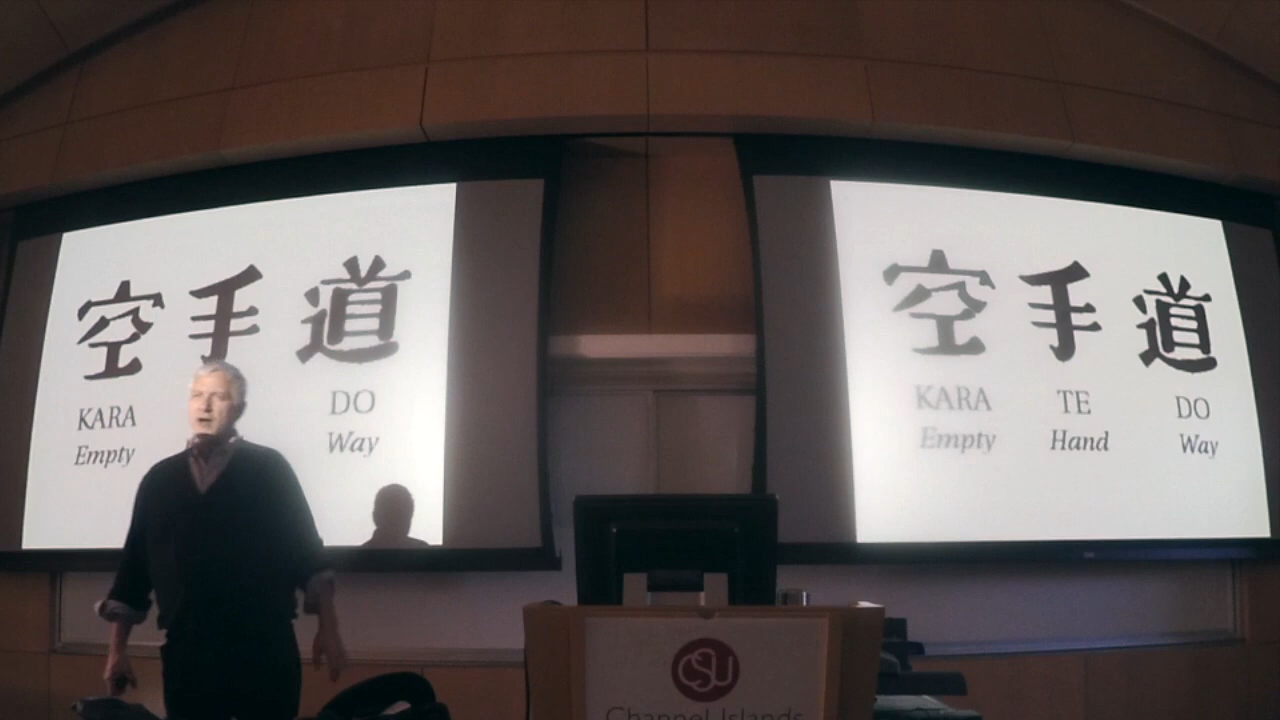 空手道
KARA DO
Empty Way
空手道
KARA TE DO
Empty Hand Way
CSU
Channel Islands